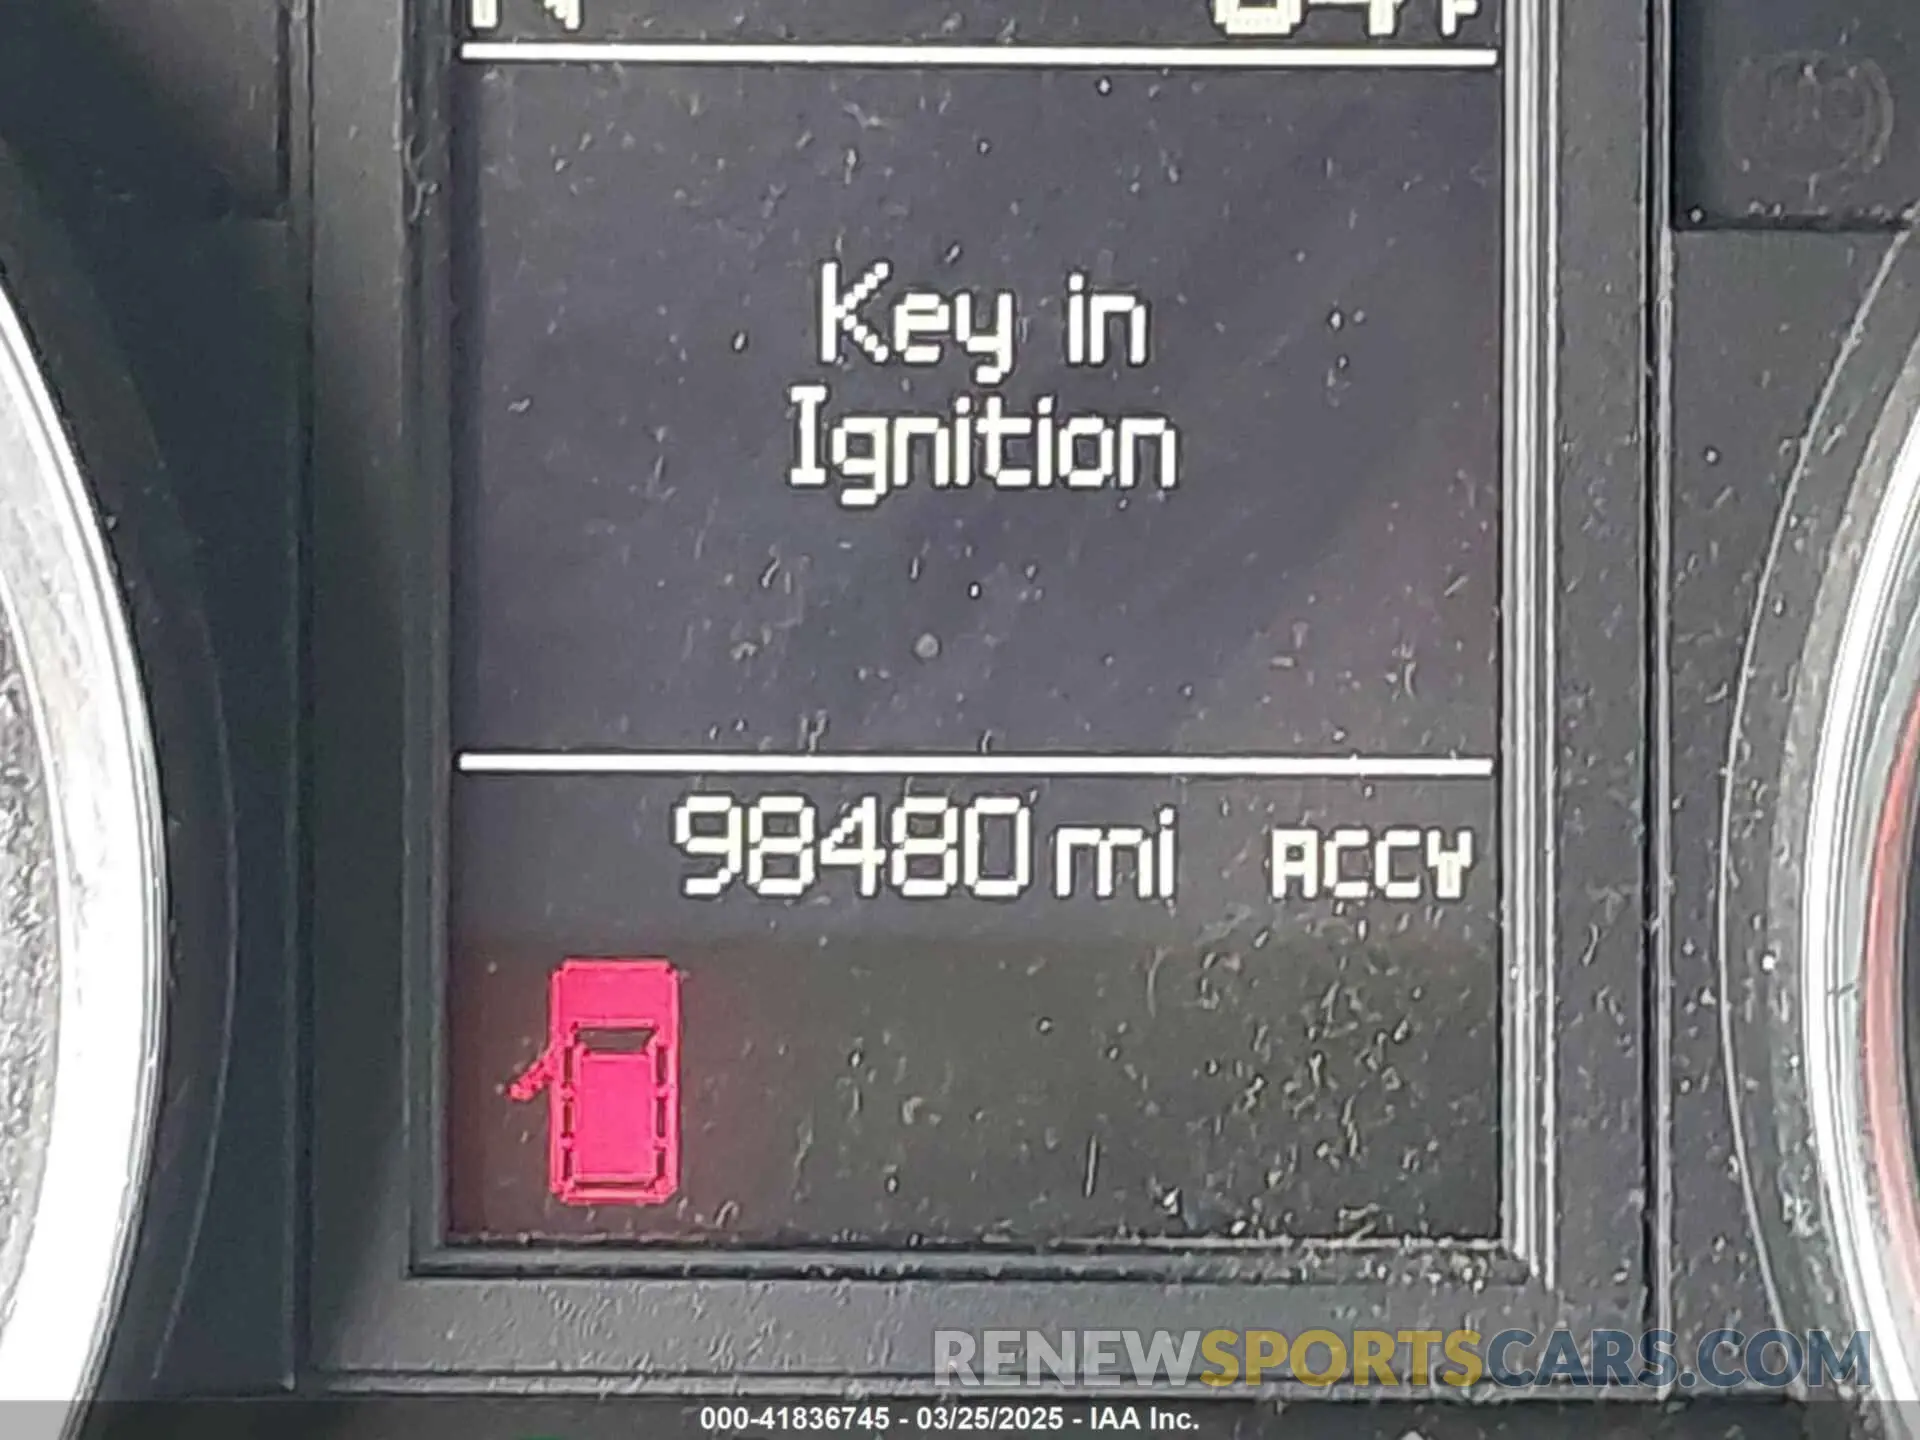 Key in
Ignition
98480 mi ACCY
RENEWSPORTSCARS.COM
000-41836745 - 03/25/2025 - IAA Inc.